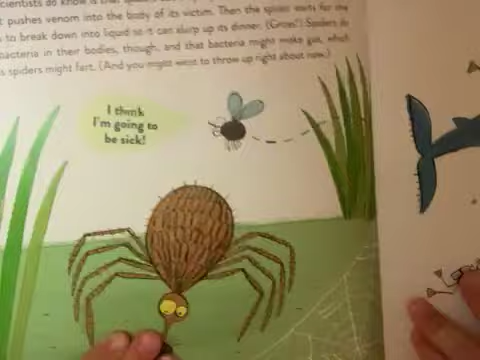 cientists do know is that s
pushes venom into the body of its victim. Then the spider waits for the
to break down into liquid so it can slurp up its dinner. (Gross!) Spiders do
bacteria in their bodies, though, and that bacteria might make gas, which
s spiders might fart. (And you might want to throw up right about now.)
I think
I'm going to
be sick!